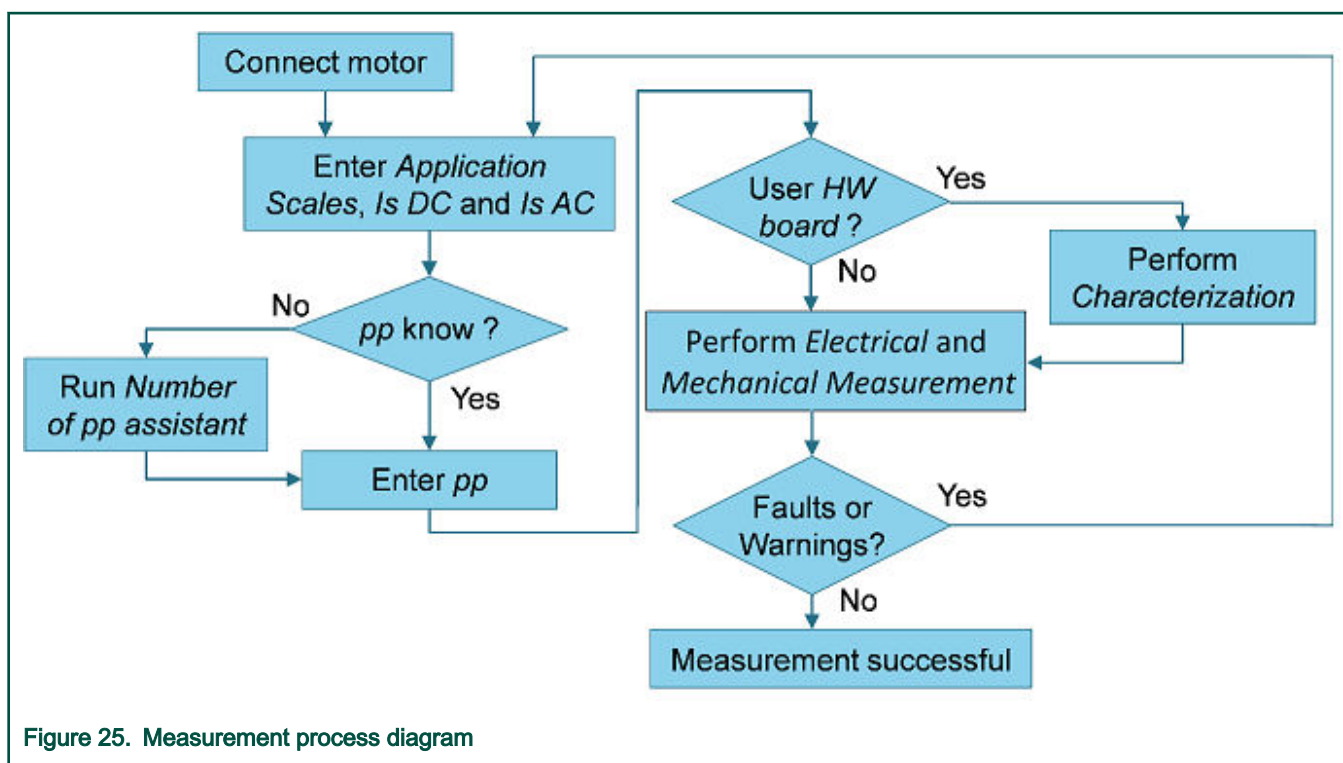 Connect motor
Enter Application
Scales, Is DC and Is AC
pp know ?
No
Yes
Run Number
of pp assistant
Enter pp
User HW
board ?
Yes
No
Perform
Characterization
Perform Electrical and
Mechanical Measurement
Faults or
Warnings?
Yes
No
Measurement successful
Figure 25. Measurement process diagram